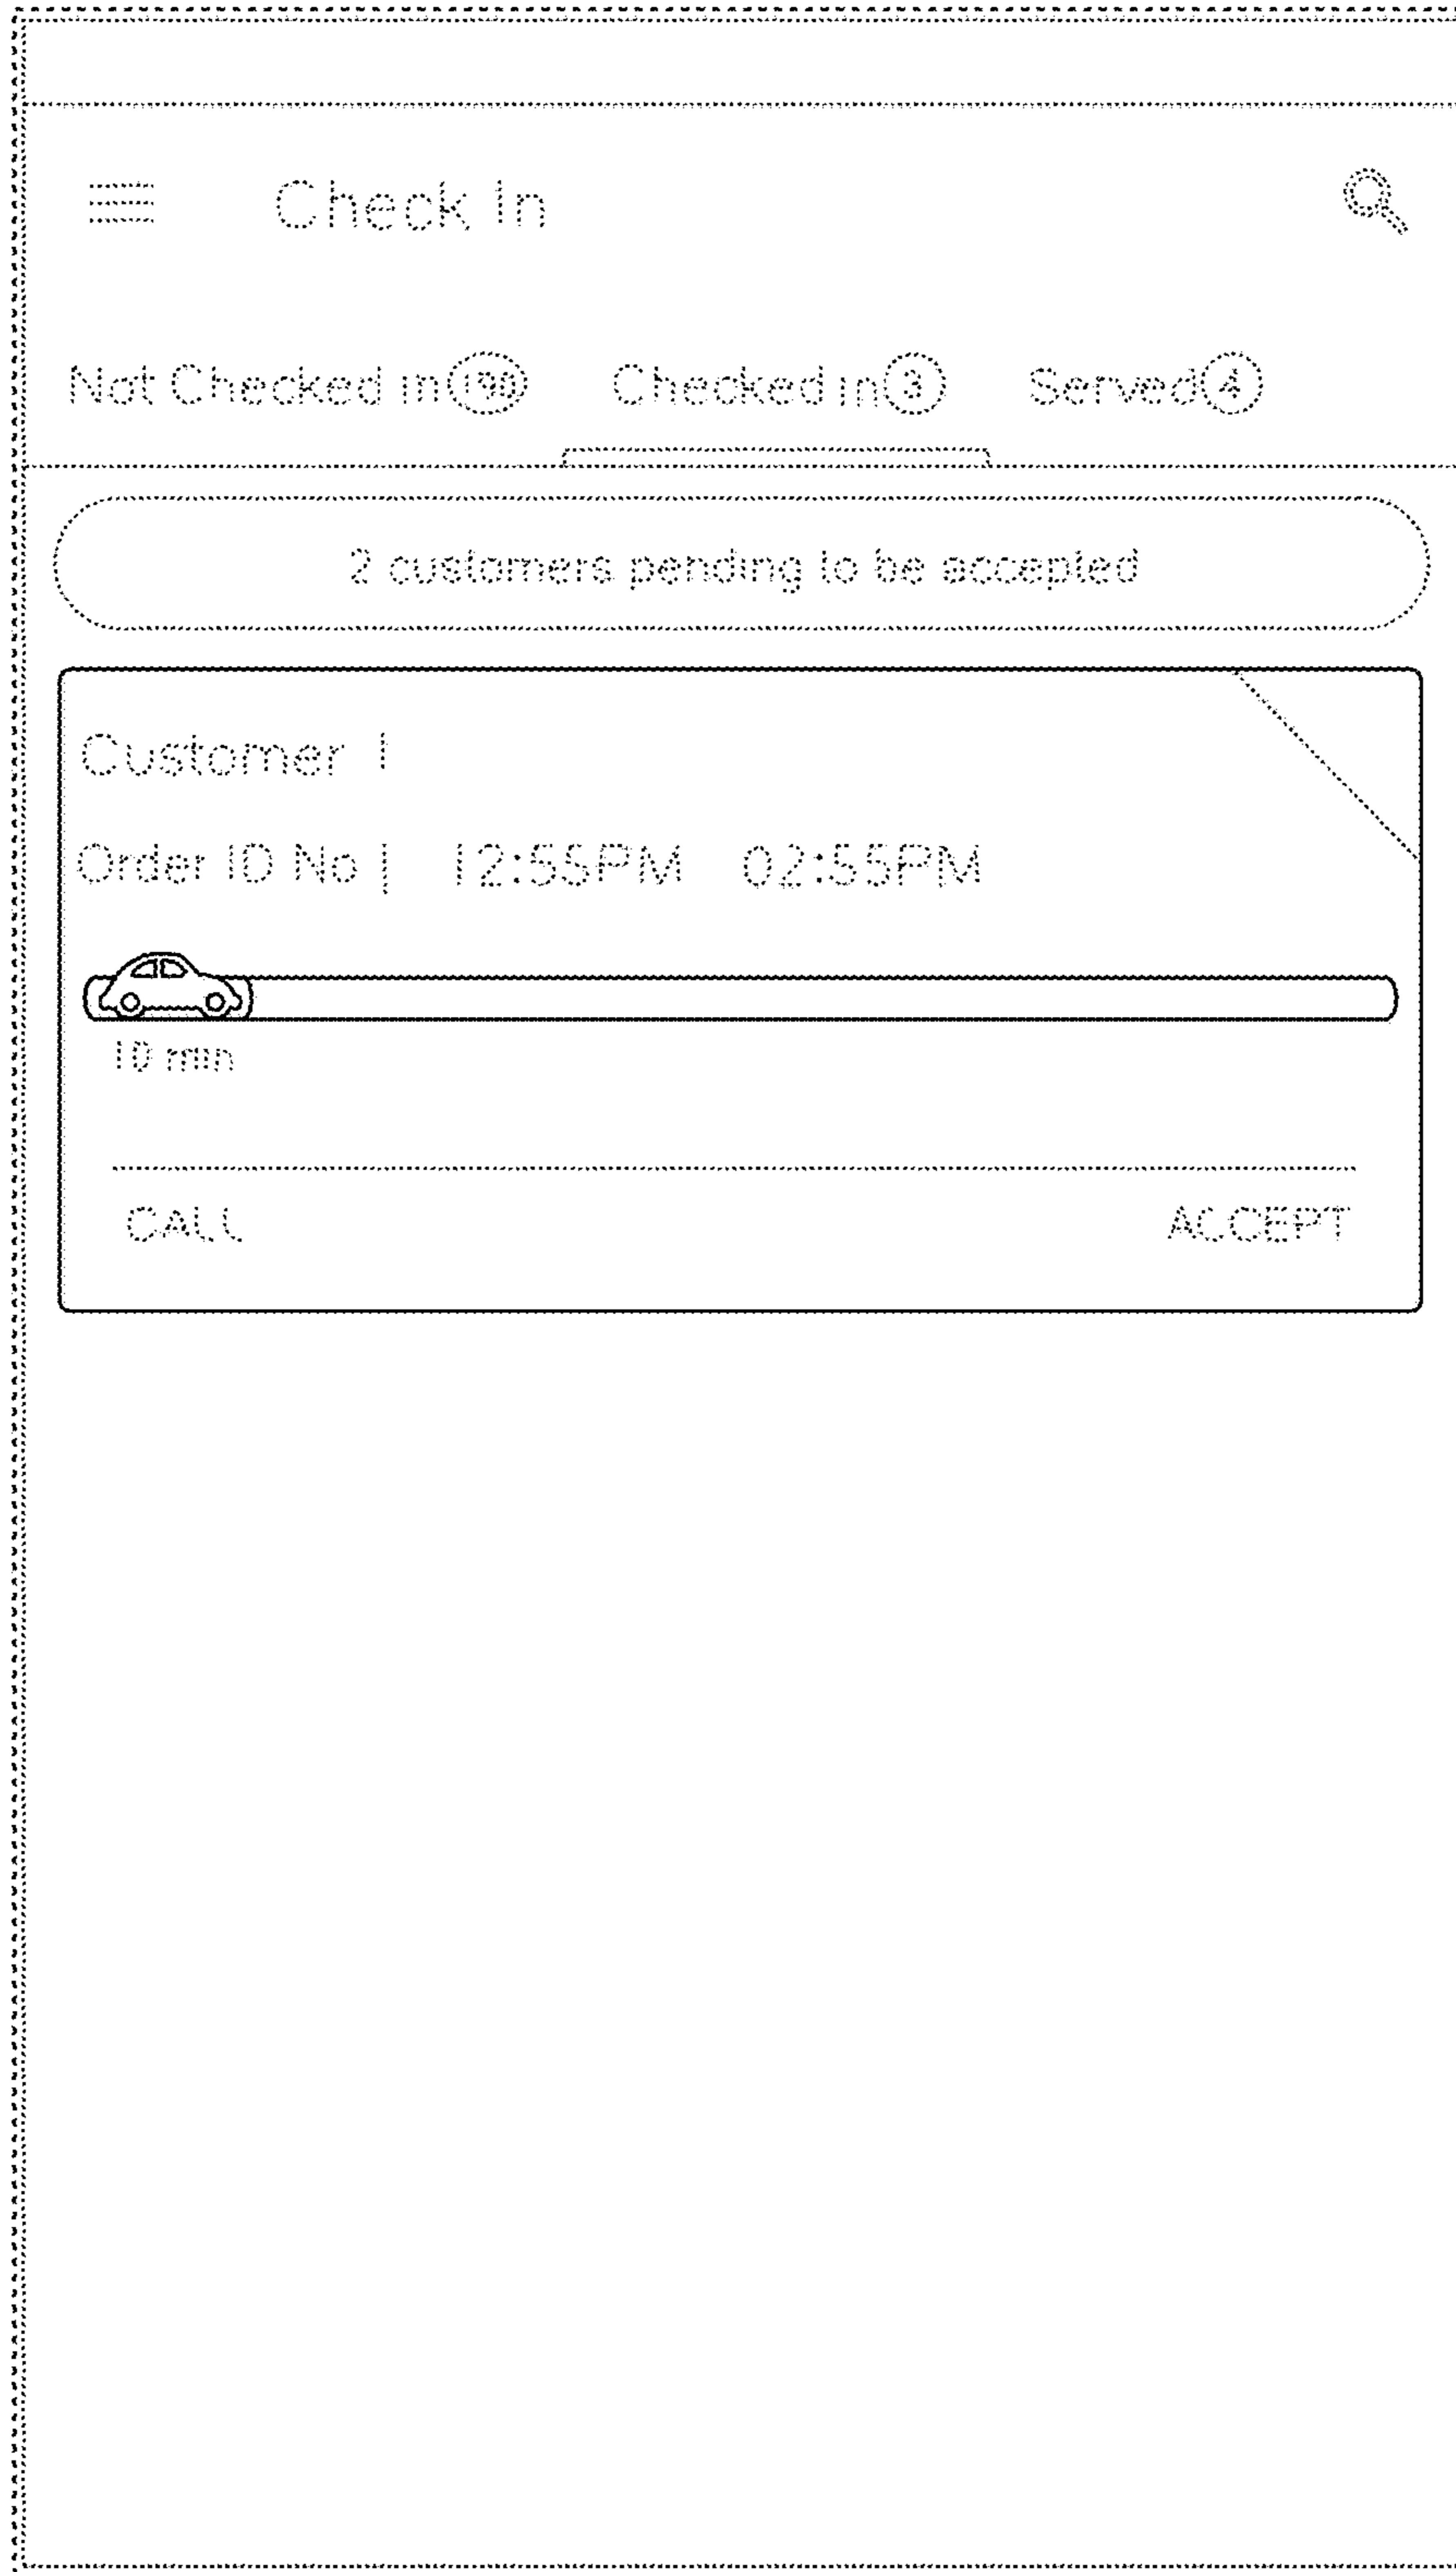 Check In
Not Checked in 190 Checked in 3 Served 4
2 customers pending to be accepted
Customer 1
Order ID No | 12:55PM 02:55PM
10 min
CALL ACCEPT